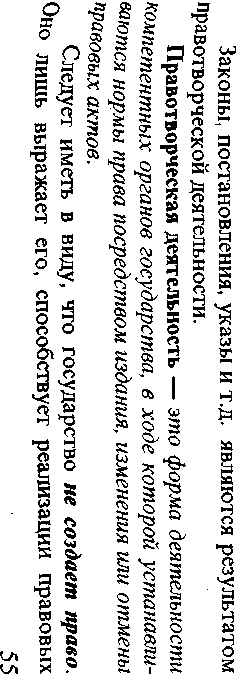 Законы, постановления, указы и т.д. являются результатом
правотворческой деятельности.
Правотворческая деятельность — это форма деятельности
компетентных органов государства, в ходе которой устанавли-
ваются нормы права посредством издания, изменения или отмены
правовых актов.
Следует иметь в виду, что государство не создает право.
Оно лишь выражает его, способствует реализации правовых
55